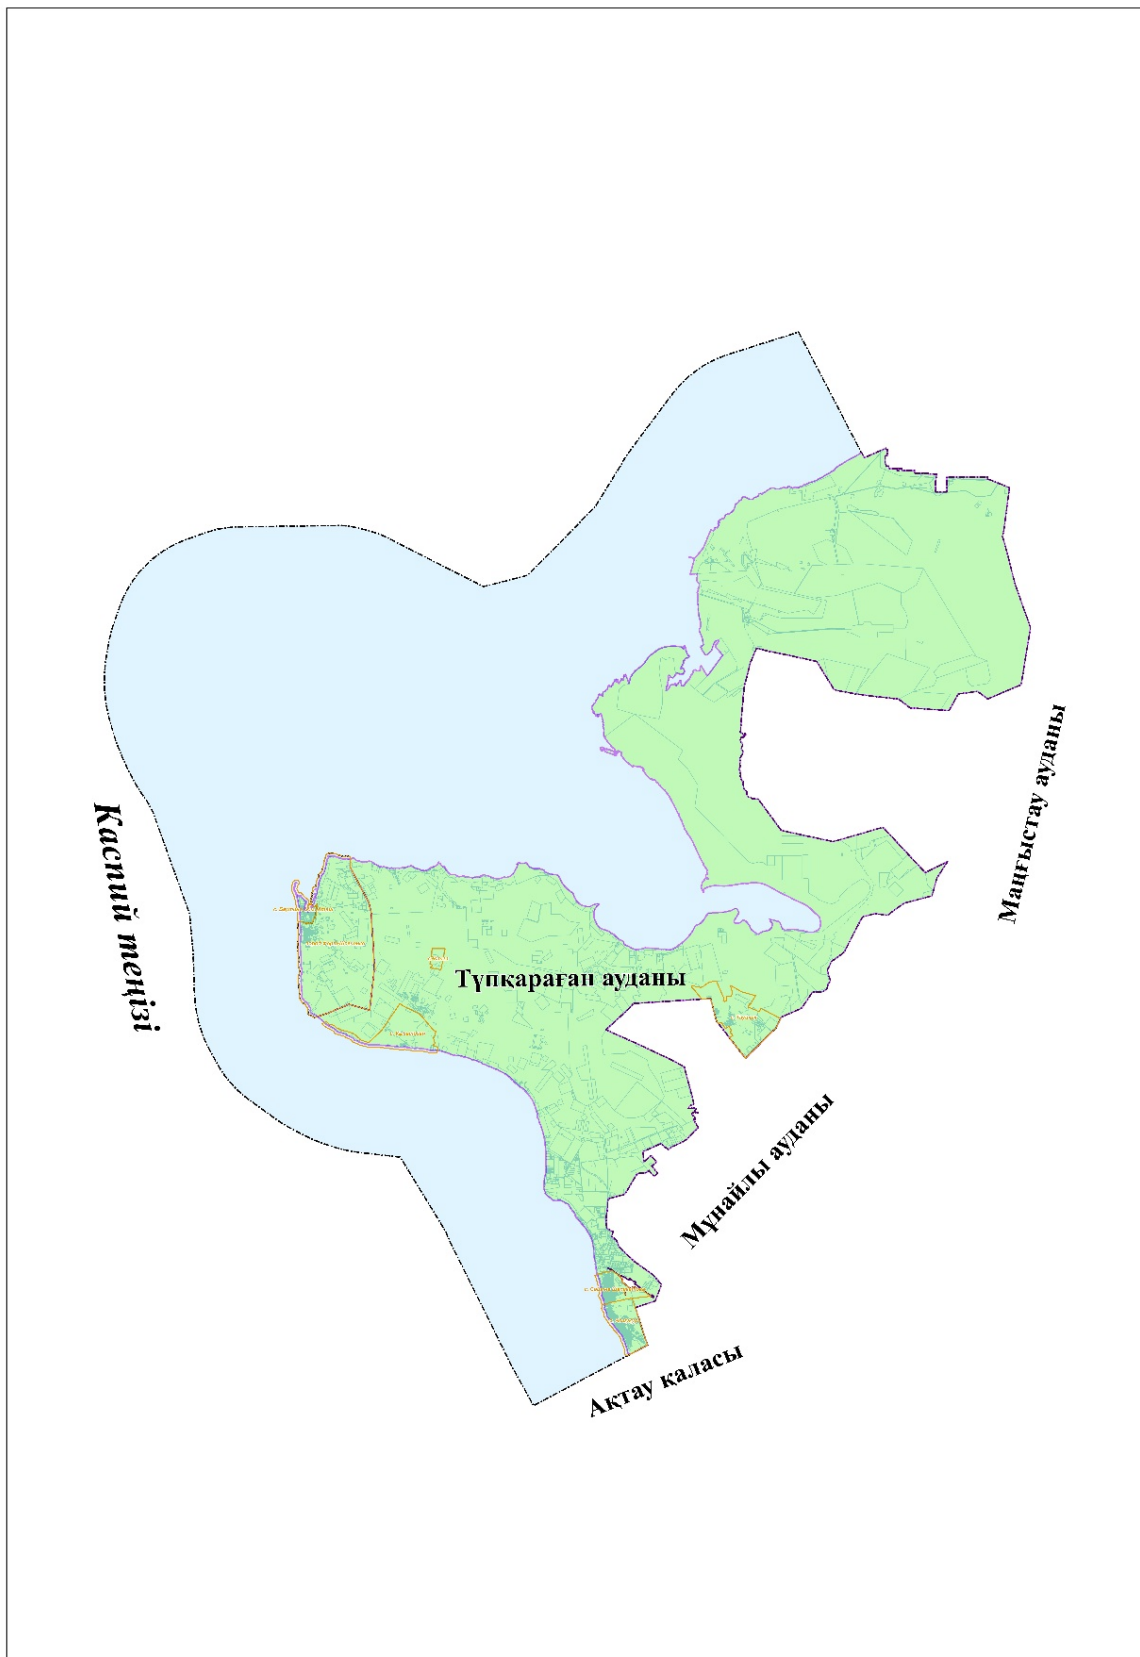 Каспий теңізі
Маңғыстау ауданы
Түпқараған ауданы
Мұнайлы ауданы
Ақтау қаласы